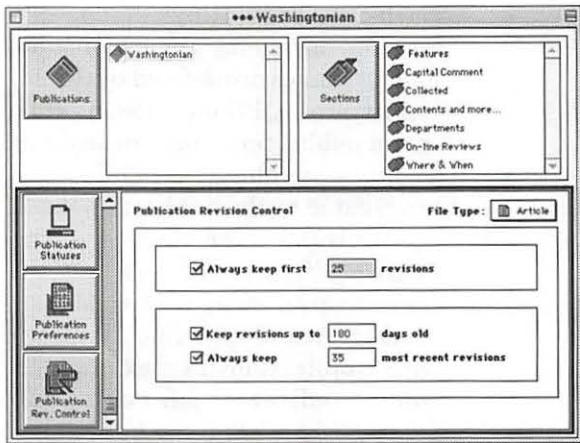 ••• Washingtonian
Publications
Washingtonian
Sections
Features
Capital Comment
Collected
Contents and more...
Departments
On-line Reviews
Where & When
Publication
Statuses
Publication
Preferences
Publication
Rev. Control
Publication Revision Control
File Type: Article
Always keep first 25 revisions
Keep revisions up to 180 days old
Always keep 35 most recent revisions